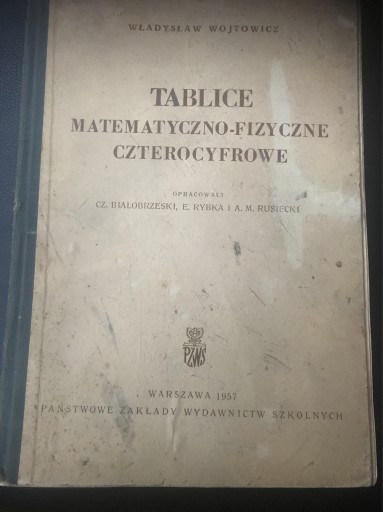 WŁADYSŁAW WOJTOWICZ
TABLICE
MATEMATYCZNO-FIZYCZNE
CZTEROCYFROWE
OPRACOWALI
CZ. BIAŁOBRZESKI, E. RYBKA I A. M. RUSIECKI
PZWS
WARSZAWA 1957
PAŃSTWOWE ZAKŁADY WYDAWNICTW SZKOLNYCH